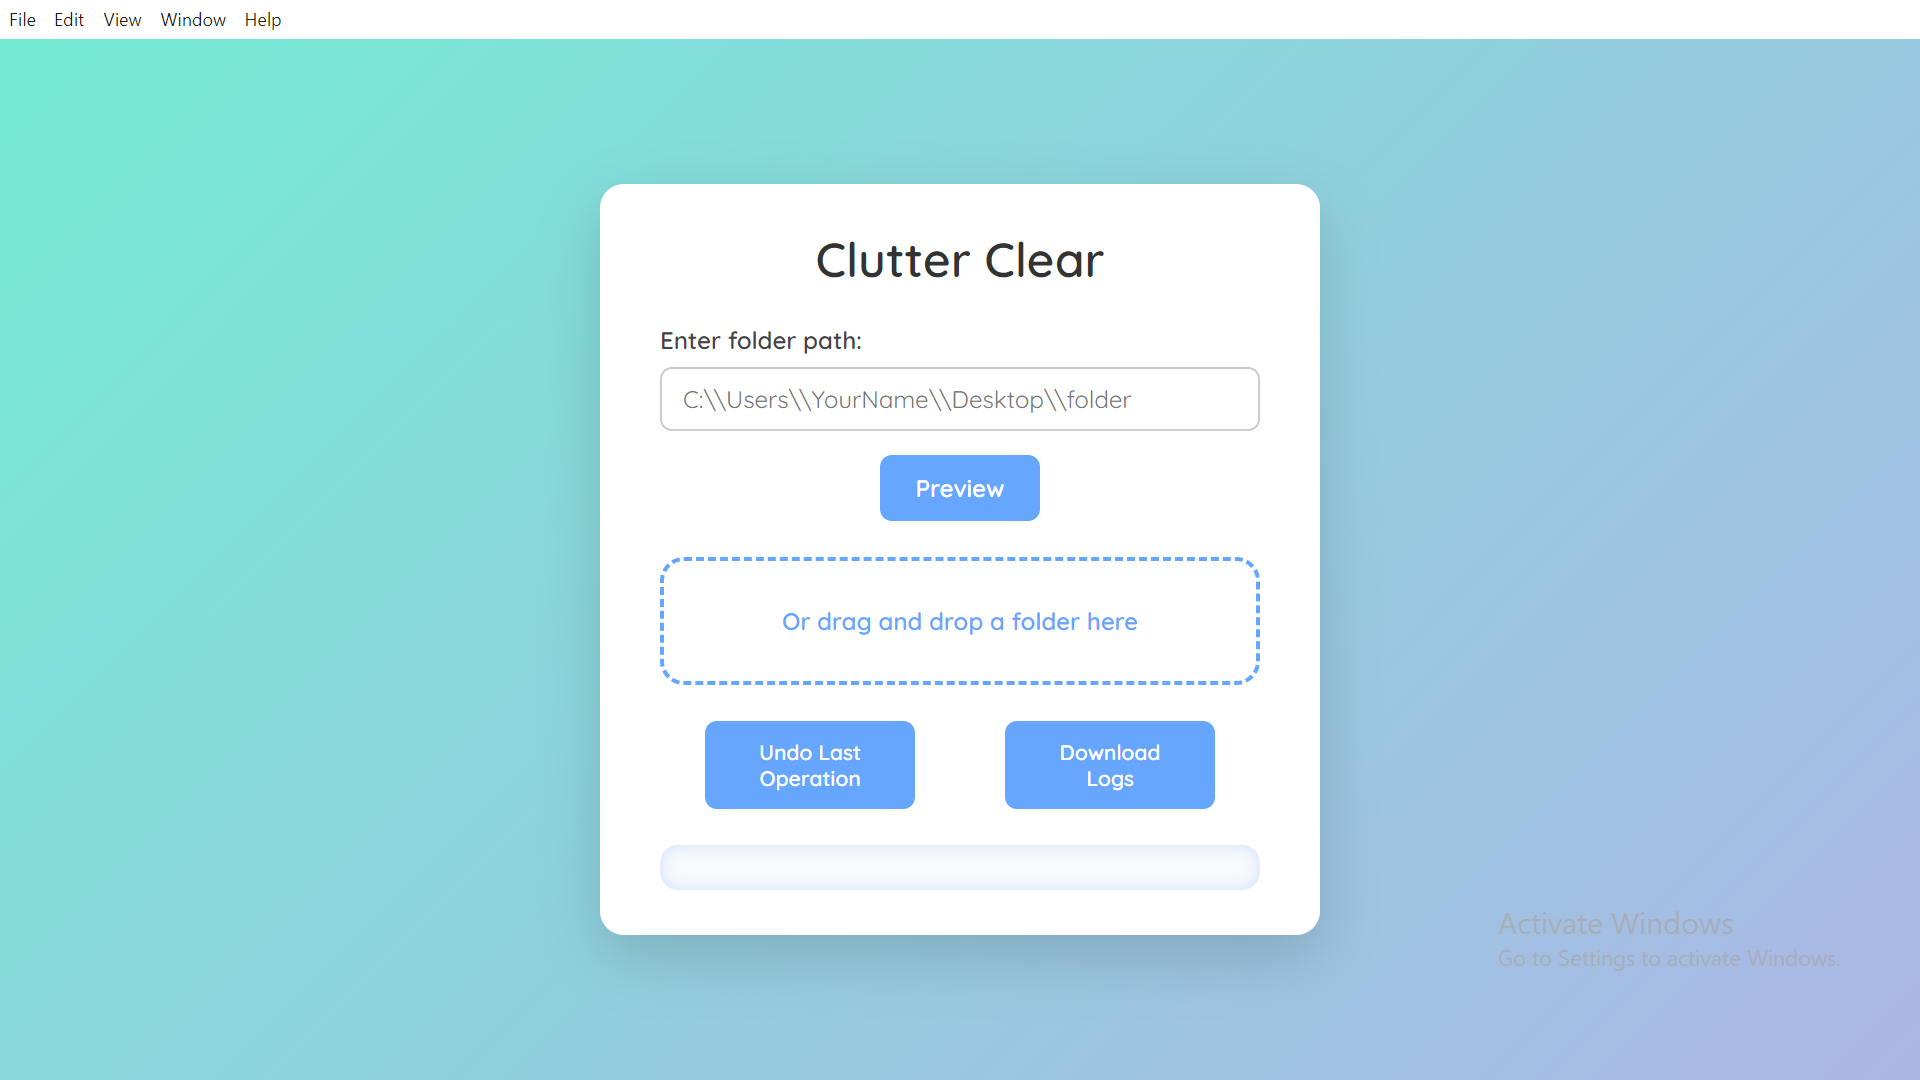 File Edit View Window Help
Clutter Clear
Enter folder path:
C:\\Users\\YourName\\Desktop\\folder
Preview
Or drag and drop a folder here
Undo Last
Operation
Download
Logs
Activate Windows
Go to Settings to activate Windows.